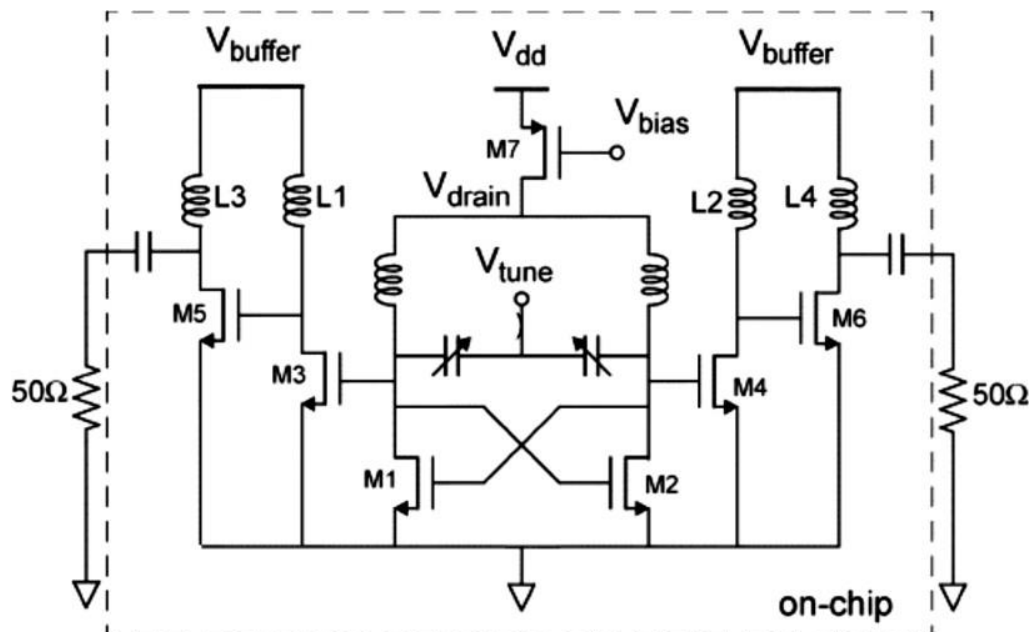 V_buffer
V_dd
V_buffer
V_bias
M7
L3
L1
V_drain
L2
L4
V_tune
M5
M6
50Ω
M3
M4
50Ω
M1
M2
on-chip